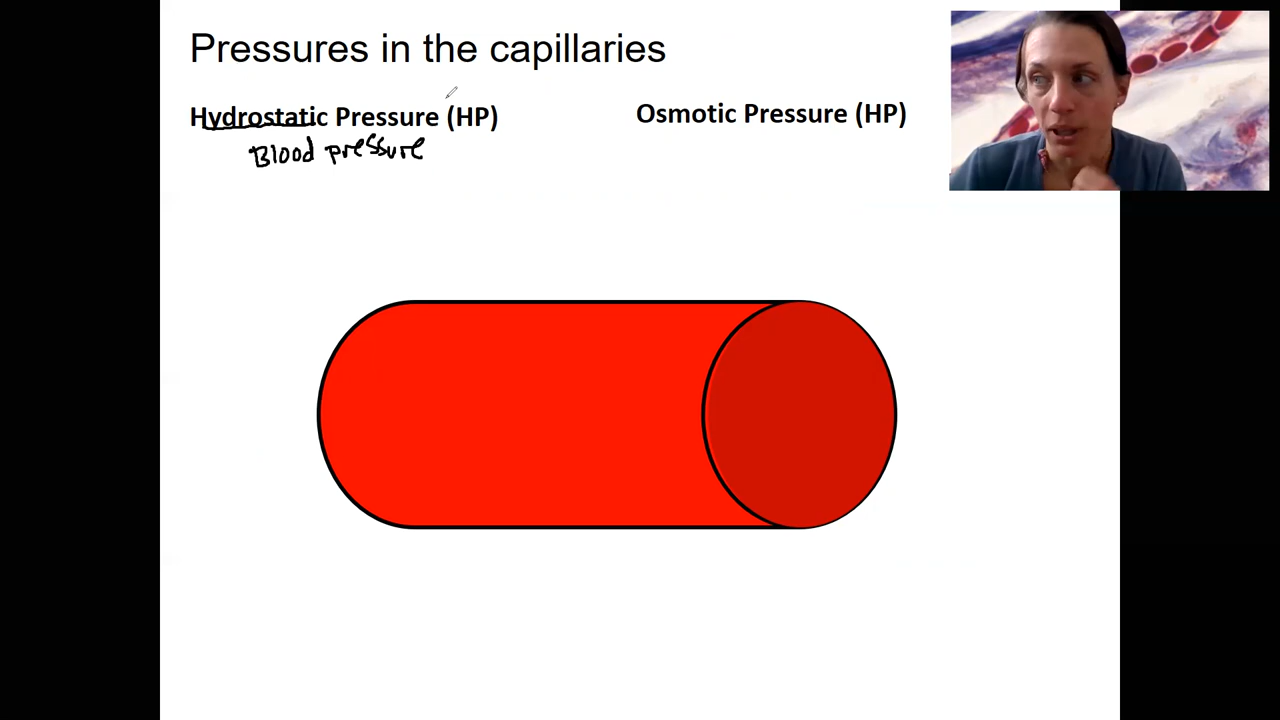 Pressures in the capillaries
Hydrostatic Pressure (HP)
Blood pressure
Osmotic Pressure (HP)